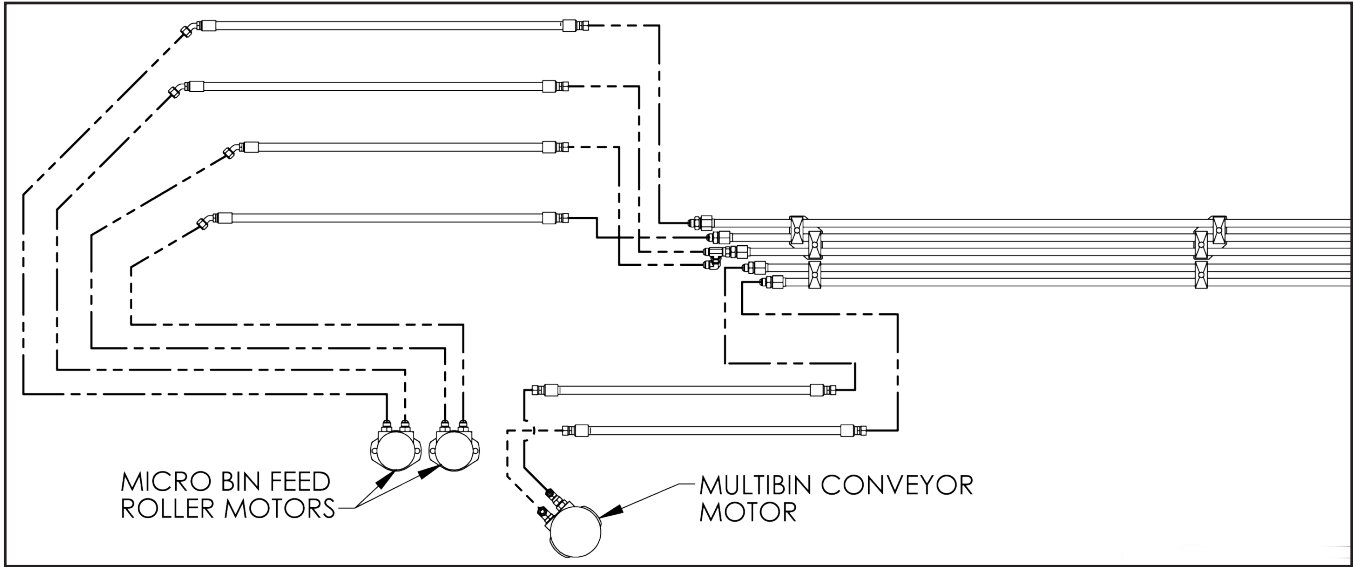 MICRO BIN FEED
ROLLER MOTORS
MULTIBIN CONVEYOR
MOTOR